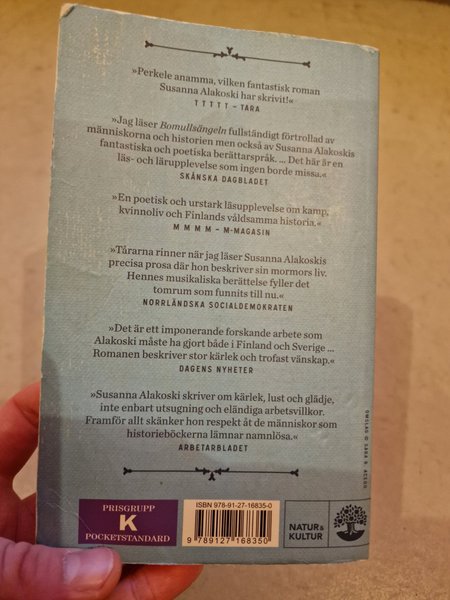 »Perkele anamma, vilken fantastisk roman
Susanna Alakoski har skrivit!«
TTTTT – TARA
»Jag läser Bomullsängeln fullständigt förtrollad av
människorna och historien men också av Susanna Alakoskis
fantastiska och poetiska berättarspråk. ... Det här är en
läs- och lärupplevelse som ingen borde missa.«
SKÅNSKA DAGBLADET
»En poetisk och urstark läsupplevelse om kamp,
kvinnoliv och Finlands våldsamma historia.«
MMMM – M-MAGASIN
»Tårarna rinner när jag läser Susanna Alakoskis
precisa prosa där hon beskriver sin mormors liv.
Hennes musikaliska berättelse fyller det
tomrum som funnits till nu.«
NORRLÄNDSKA SOCIALDEMOKRATEN
»Det är ett imponerande forskande arbete som
Alakoski måste ha gjort både i Finland och Sverige ...
Romanen beskriver stor kärlek och trofast vänskap.«
DAGENS NYHETER
»Susanna Alakoski skriver om kärlek, lust och glädje,
inte enbart utsugning och eländiga arbetsvillkor.
Framför allt skänker hon respekt åt de människor som
historieböckerna lämnar namnlösa.«
ARBETARBLADET
OMSLAG © SARA R. ACEDO
PRISGRUPP
K
POCKETSTANDARD
ISBN 978-91-27-16835-0
9 789127 168350
NATUR &
KULTUR